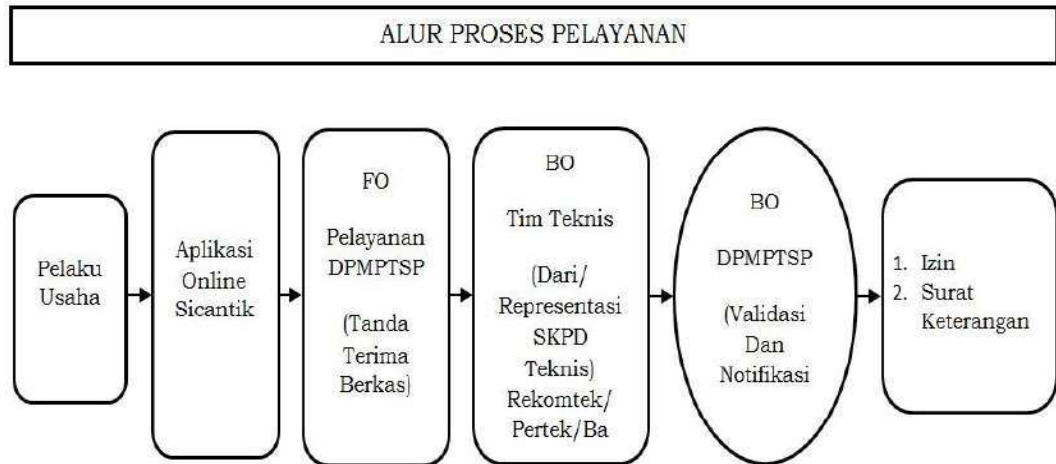 ALUR PROSES PELAYANAN
Pelaku
Usaha
Aplikasi
Online
Sicantik
FO
Pelayanan
DPMPTSP
(Tanda
Terima
Berkas)
BO
Tim Teknis
(Dari/
Representasi
SKPD
Teknis)
Rekomtek/
Pertek/Ba
BO
DPMPTSP
(Validasi
Dan
Notifikasi
1. Izin
2. Surat
Keterangan